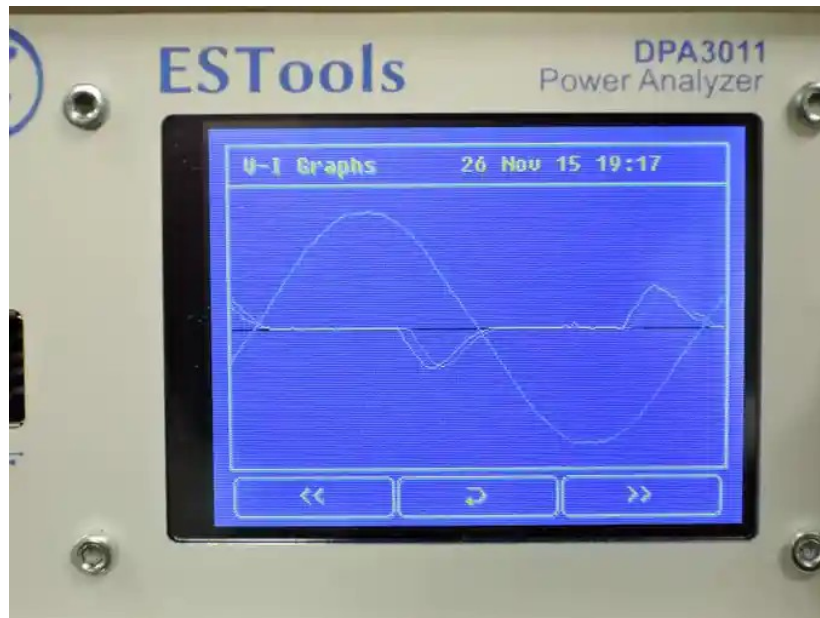 ESTools
DPA3011
Power Analyzer
V-I Graphs 26 Nov 15 19:17
<< >>